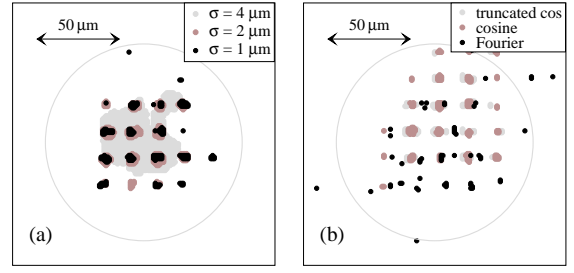 50 μm
σ = 4 μm
σ = 2 μm
σ = 1 μm
(a)
50 μm
truncated cos
cosine
Fourier
(b)